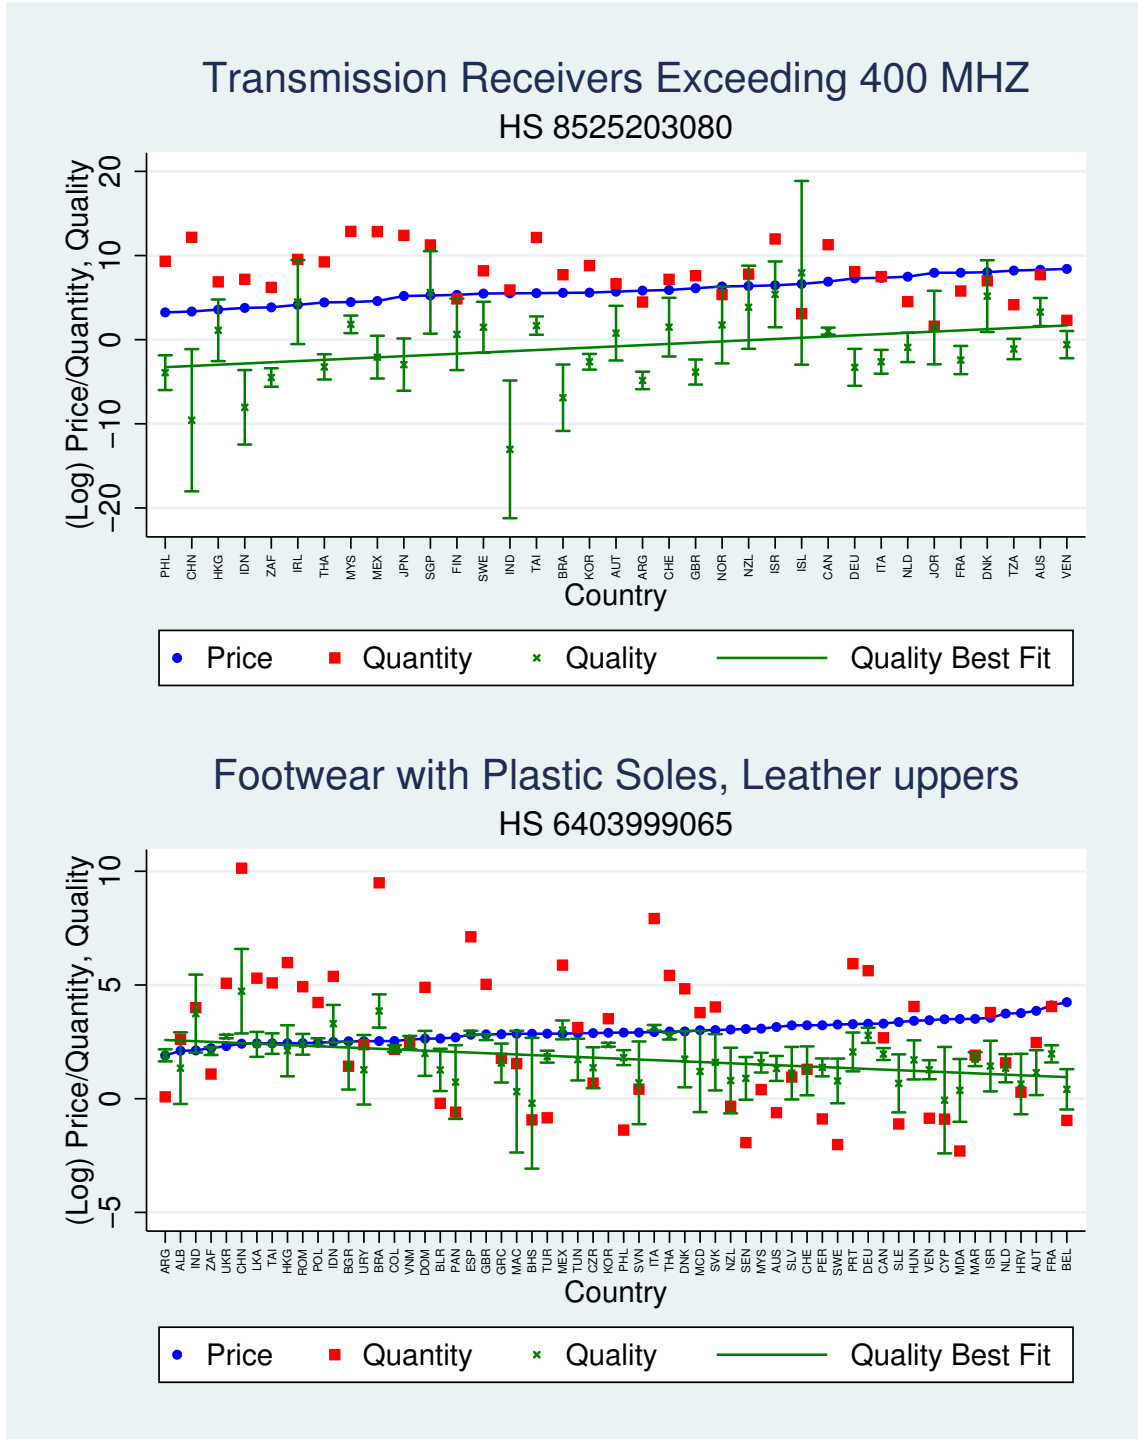 Transmission Receivers Exceeding 400 MHZ
HS 8525203080
(Log) Price/Quantity, Quality
20
10
0
−10
−20
PHL CHN HKG IDN ZAF IRL THA MYS MEX JPN SGP FIN SWE IND TAI BRA KOR AUT ARG CHE GBR NOR NZL ISR ISL CAN DEU ITA NLD JOR FRA DNK TZA AUS VEN
Country
Price Quantity Quality Quality Best Fit
Footwear with Plastic Soles, Leather uppers
HS 6403999065
(Log) Price/Quantity, Quality
10
5
0
−5
ARG ALB IND ZAF UKR CHN LKA TAI HKG ROM POL IDN BGR URY BRA COL VNM DOM BLR PAN ESP GBR GRC MAC BHS TUR MEX TUN CZR KOR PHL SVN ITA THA DNK MCD SVK NZL SEN MYS AUS SLV CHE PER SWE PRT DEU CAN SLE HUN VEN CYP MDA MAR ISR NLD HRV AUT FRA BEL
Country
Price Quantity Quality Quality Best Fit